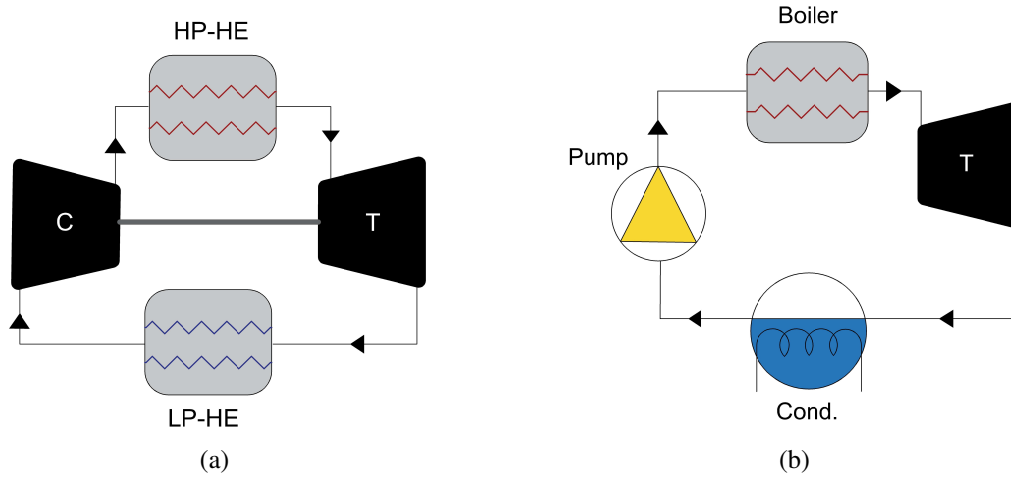 HP-HE
C
T
LP-HE
(a)
Boiler
Pump
T
Cond.
(b)